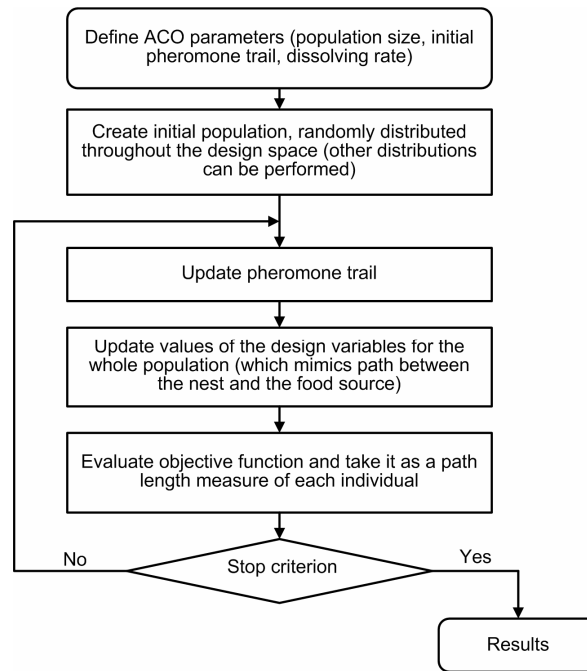 Define ACO parameters (population size, initial
pheromone trail, dissolving rate)
Create initial population, randomly distributed
throughout the design space (other distributions
can be performed)
Update pheromone trail
Update values of the design variables for the
whole population (which mimics path between
the nest and the food source)
Evaluate objective function and take it as a path
length measure of each individual
No
Stop criterion
Yes
Results